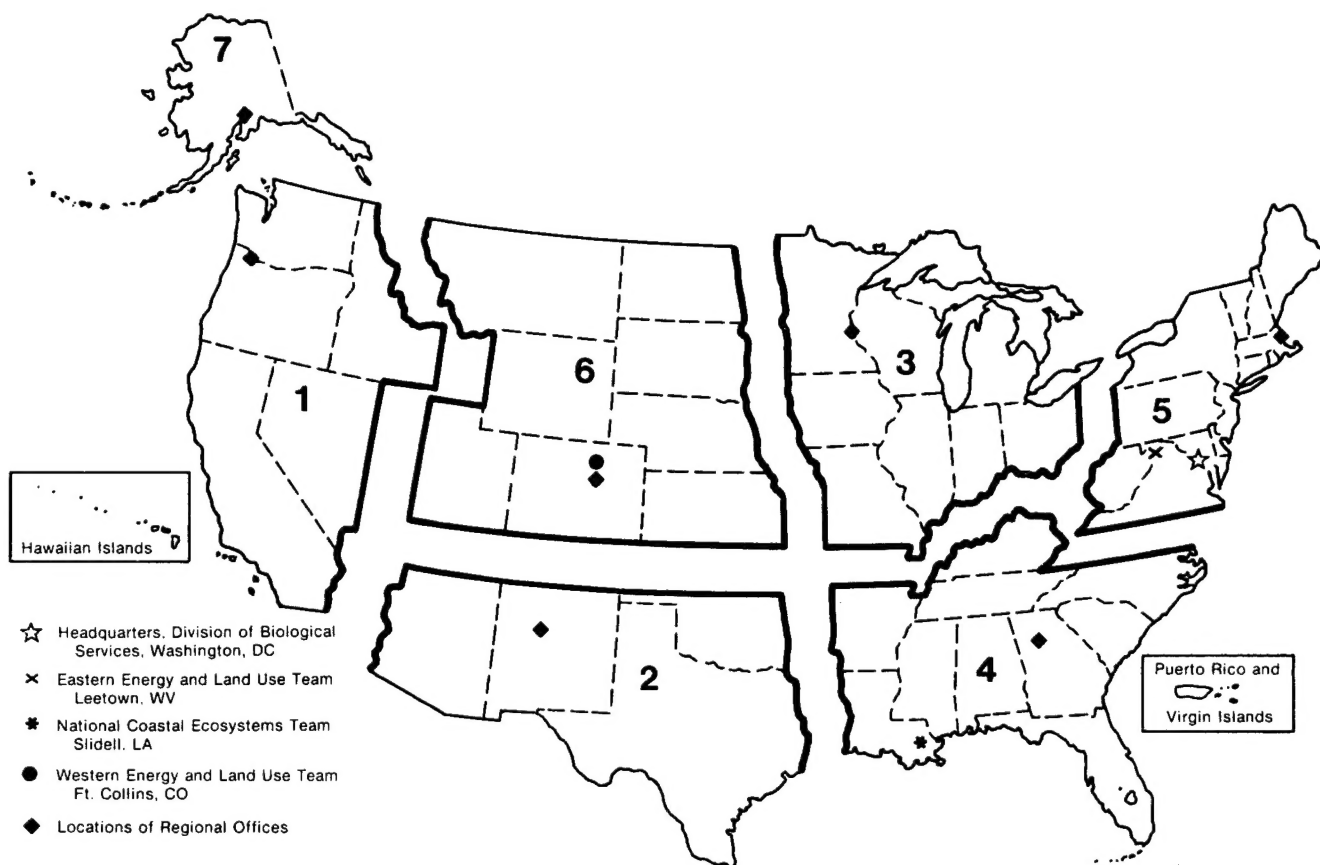 7
3
6
1
5
Hawaiian Islands
☆ Headquarters, Division of Biological
Services, Washington, DC
× Eastern Energy and Land Use Team
Leetown, WV
✱ National Coastal Ecosystems Team
Slidell, LA
● Western Energy and Land Use Team
Ft. Collins, CO
◆ Locations of Regional Offices
2
4
Puerto Rico and
Virgin Islands